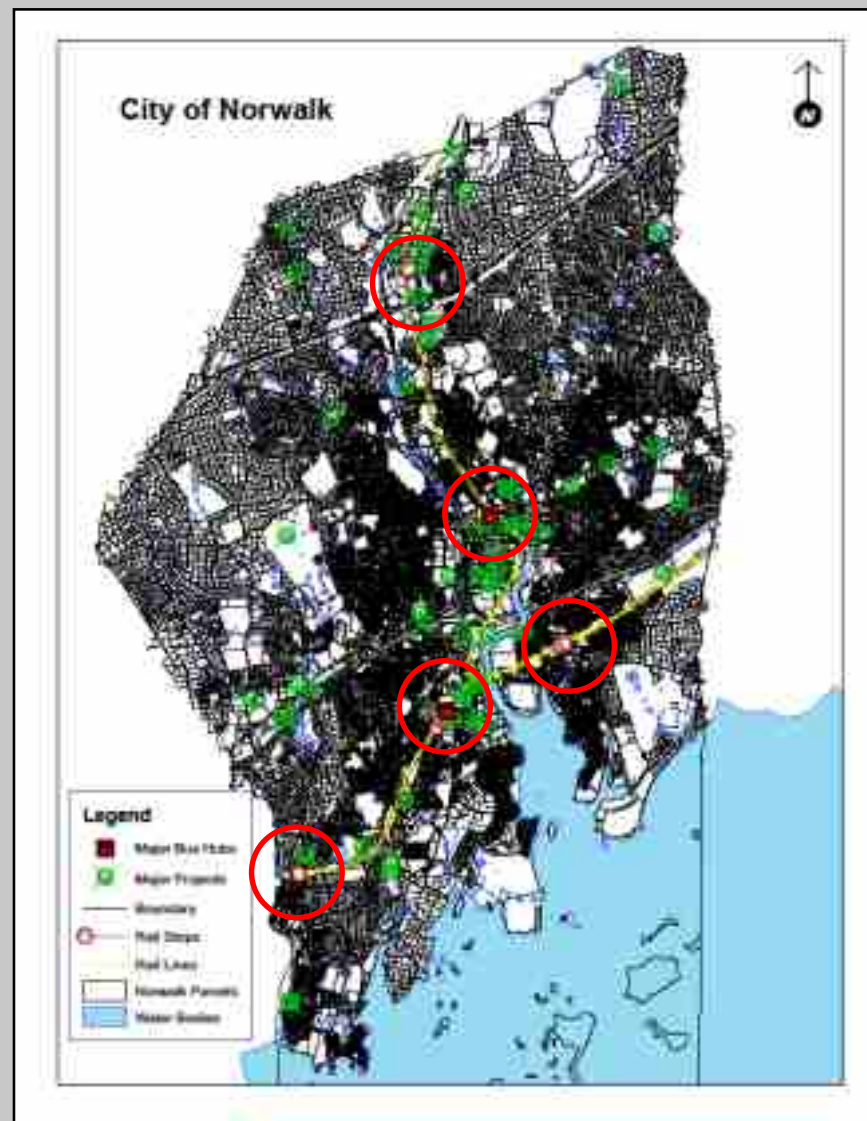 City of Norwalk
N
Legend
Major Bus Hubs
Major Projects
Boundary
Rail Stops
Rail Lines
Norwalk Parcels
Water Bodies